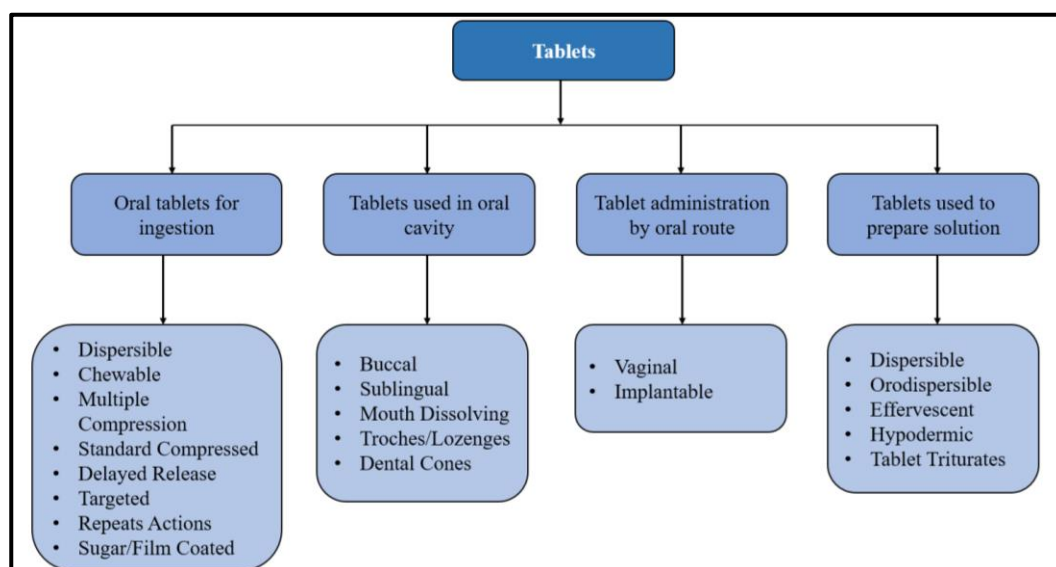 Tablets
Oral tablets for
ingestion
Tablets used in oral
cavity
Tablet administration
by oral route
Tablets used to
prepare solution
• Dispersible
• Chewable
• Multiple
Compression
• Standard Compressed
• Delayed Release
• Targeted
• Repeats Actions
• Sugar/Film Coated
• Buccal
• Sublingual
• Mouth Dissolving
• Troches/Lozenges
• Dental Cones
• Vaginal
• Implantable
• Dispersible
• Orodispersible
• Effervescent
• Hypodermic
• Tablet Triturates